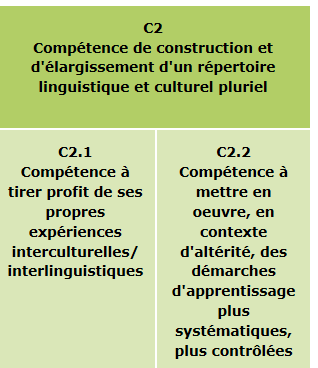 C2
Compétence de construction et
d'élargissement d'un répertoire
linguistique et culturel pluriel
C2.1
Compétence à
tirer profit de ses
propres
expériences
interculturelles/
interlinguistiques
C2.2
Compétence à
mettre en
oeuvre, en
contexte
d'altérité, des
démarches
d'apprentissage
plus
systématiques,
plus contrôlées